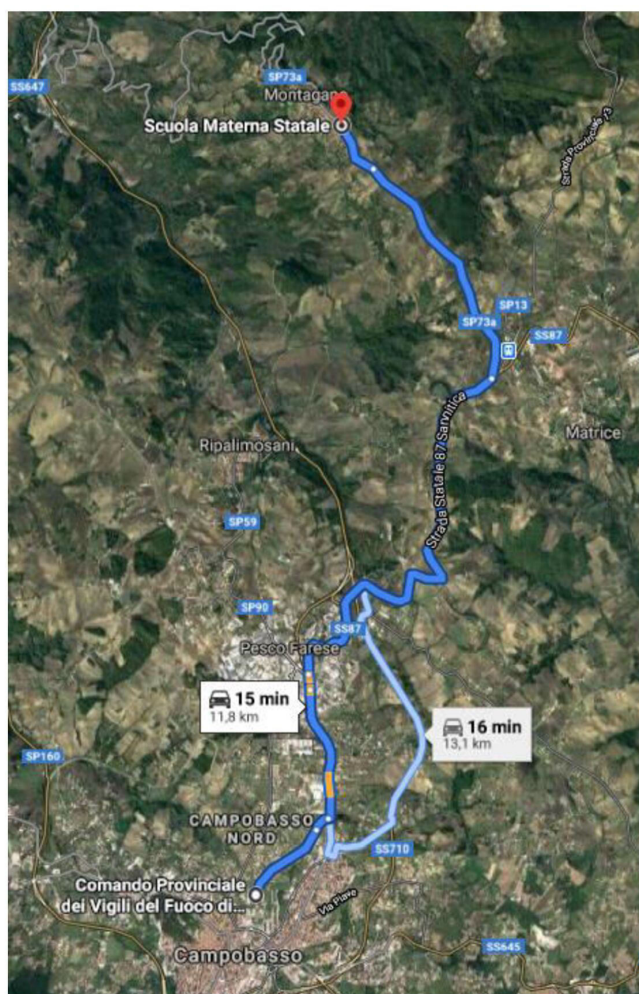 SP73a
SS647
Montagano
Scuola Materna Statale
Strada Provinciale 73
SP13
SP73a
SS87
Strada Statale 87 Sannitica
Matrice
Ripalimosani
SP59
SP90
SS87
Pesco Farese
15 min
11,8 km
16 min
13,1 km
SP160
CAMPOBASSO
NORD
SS710
Comando Provinciale
dei Vigili del Fuoco di...
Via Piave
Campobasso
SS645